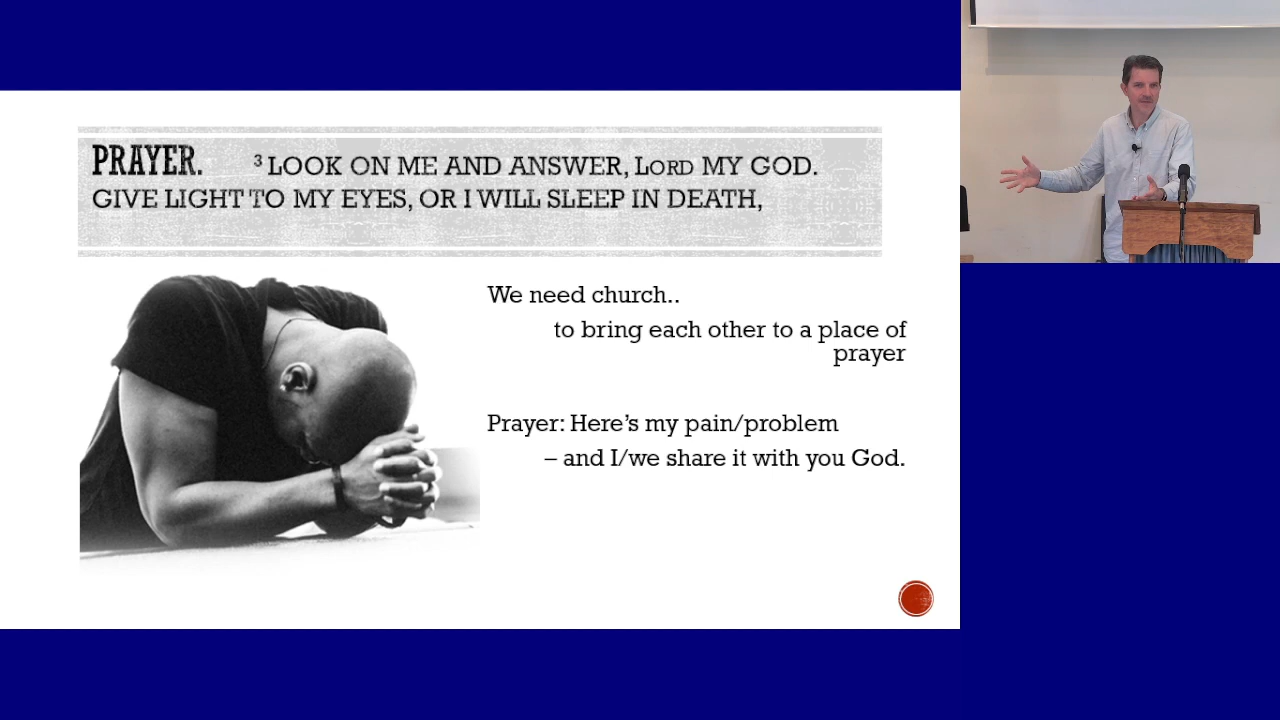 PRAYER. ³ LOOK ON ME AND ANSWER, LORD MY GOD.
GIVE LIGHT TO MY EYES, OR I WILL SLEEP IN DEATH,
We need church..
to bring each other to a place of
prayer
Prayer: Here’s my pain/problem
– and I/we share it with you God.